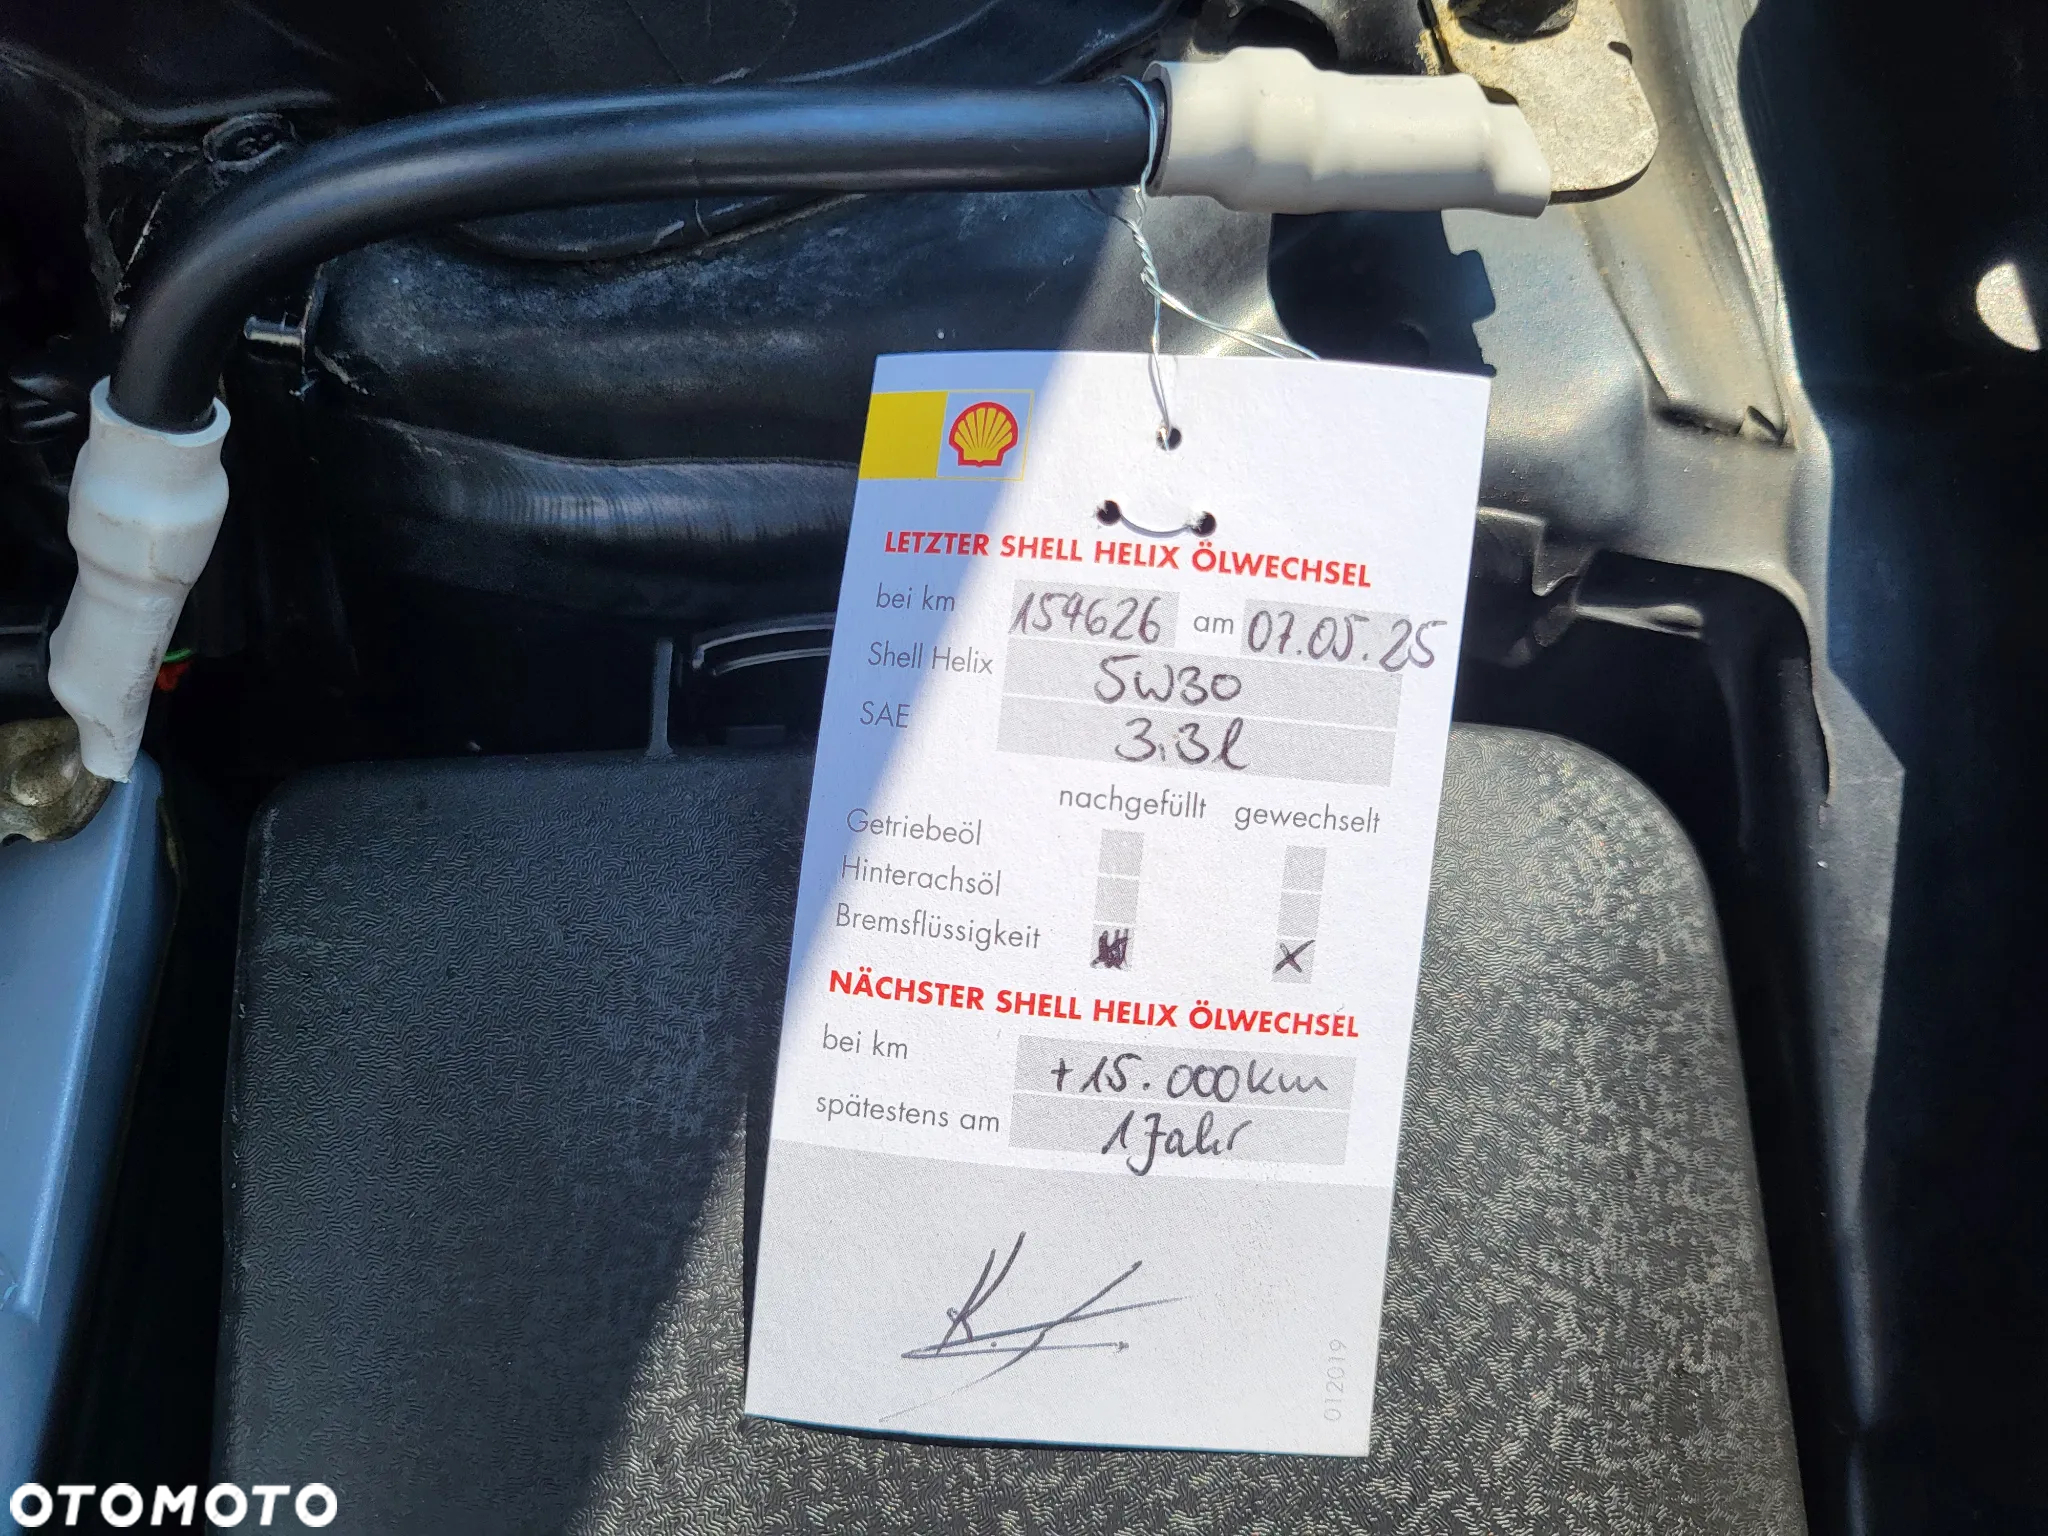 LETZTER SHELL HELIX ÖLWECHSEL
bei km 154626 am 07.05.25
Shell Helix 5W30
SAE 3.3l
nachgefüllt gewechselt
Getriebeöl
Hinterachsöl
Bremsflüssigkeit X
NÄCHSTER SHELL HELIX ÖLWECHSEL
bei km +15.000km
spätestens am 1 Jahr
012019
OTOMOTO